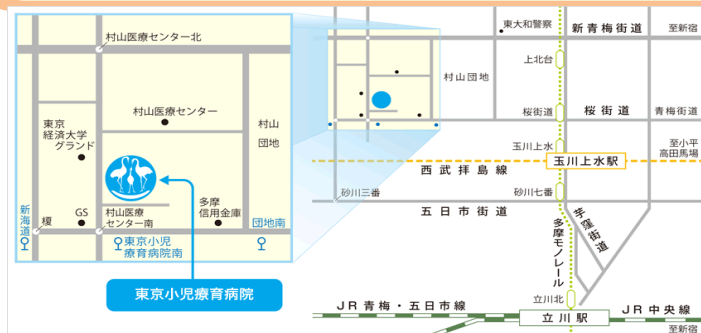 村山医療センター北
村山医療センター
東京
経済大学
グランド
村山
団地
GS
村山医療
センター南
多摩
信用金庫
団地南
新海道
榎
東京小児
療育病院南
東京小児療育病院
東大和警察
新青梅街道
至新宿
上北台
村山団地
桜街道
桜街道
青梅街道
玉川上水
玉川上水駅
至小平
高田馬場
西武拝島線
砂川三番
砂川七番
五日市街道
芋窪街道
多摩モノレール
立川北
JR青梅・五日市線
立川駅
JR中央線
至新宿